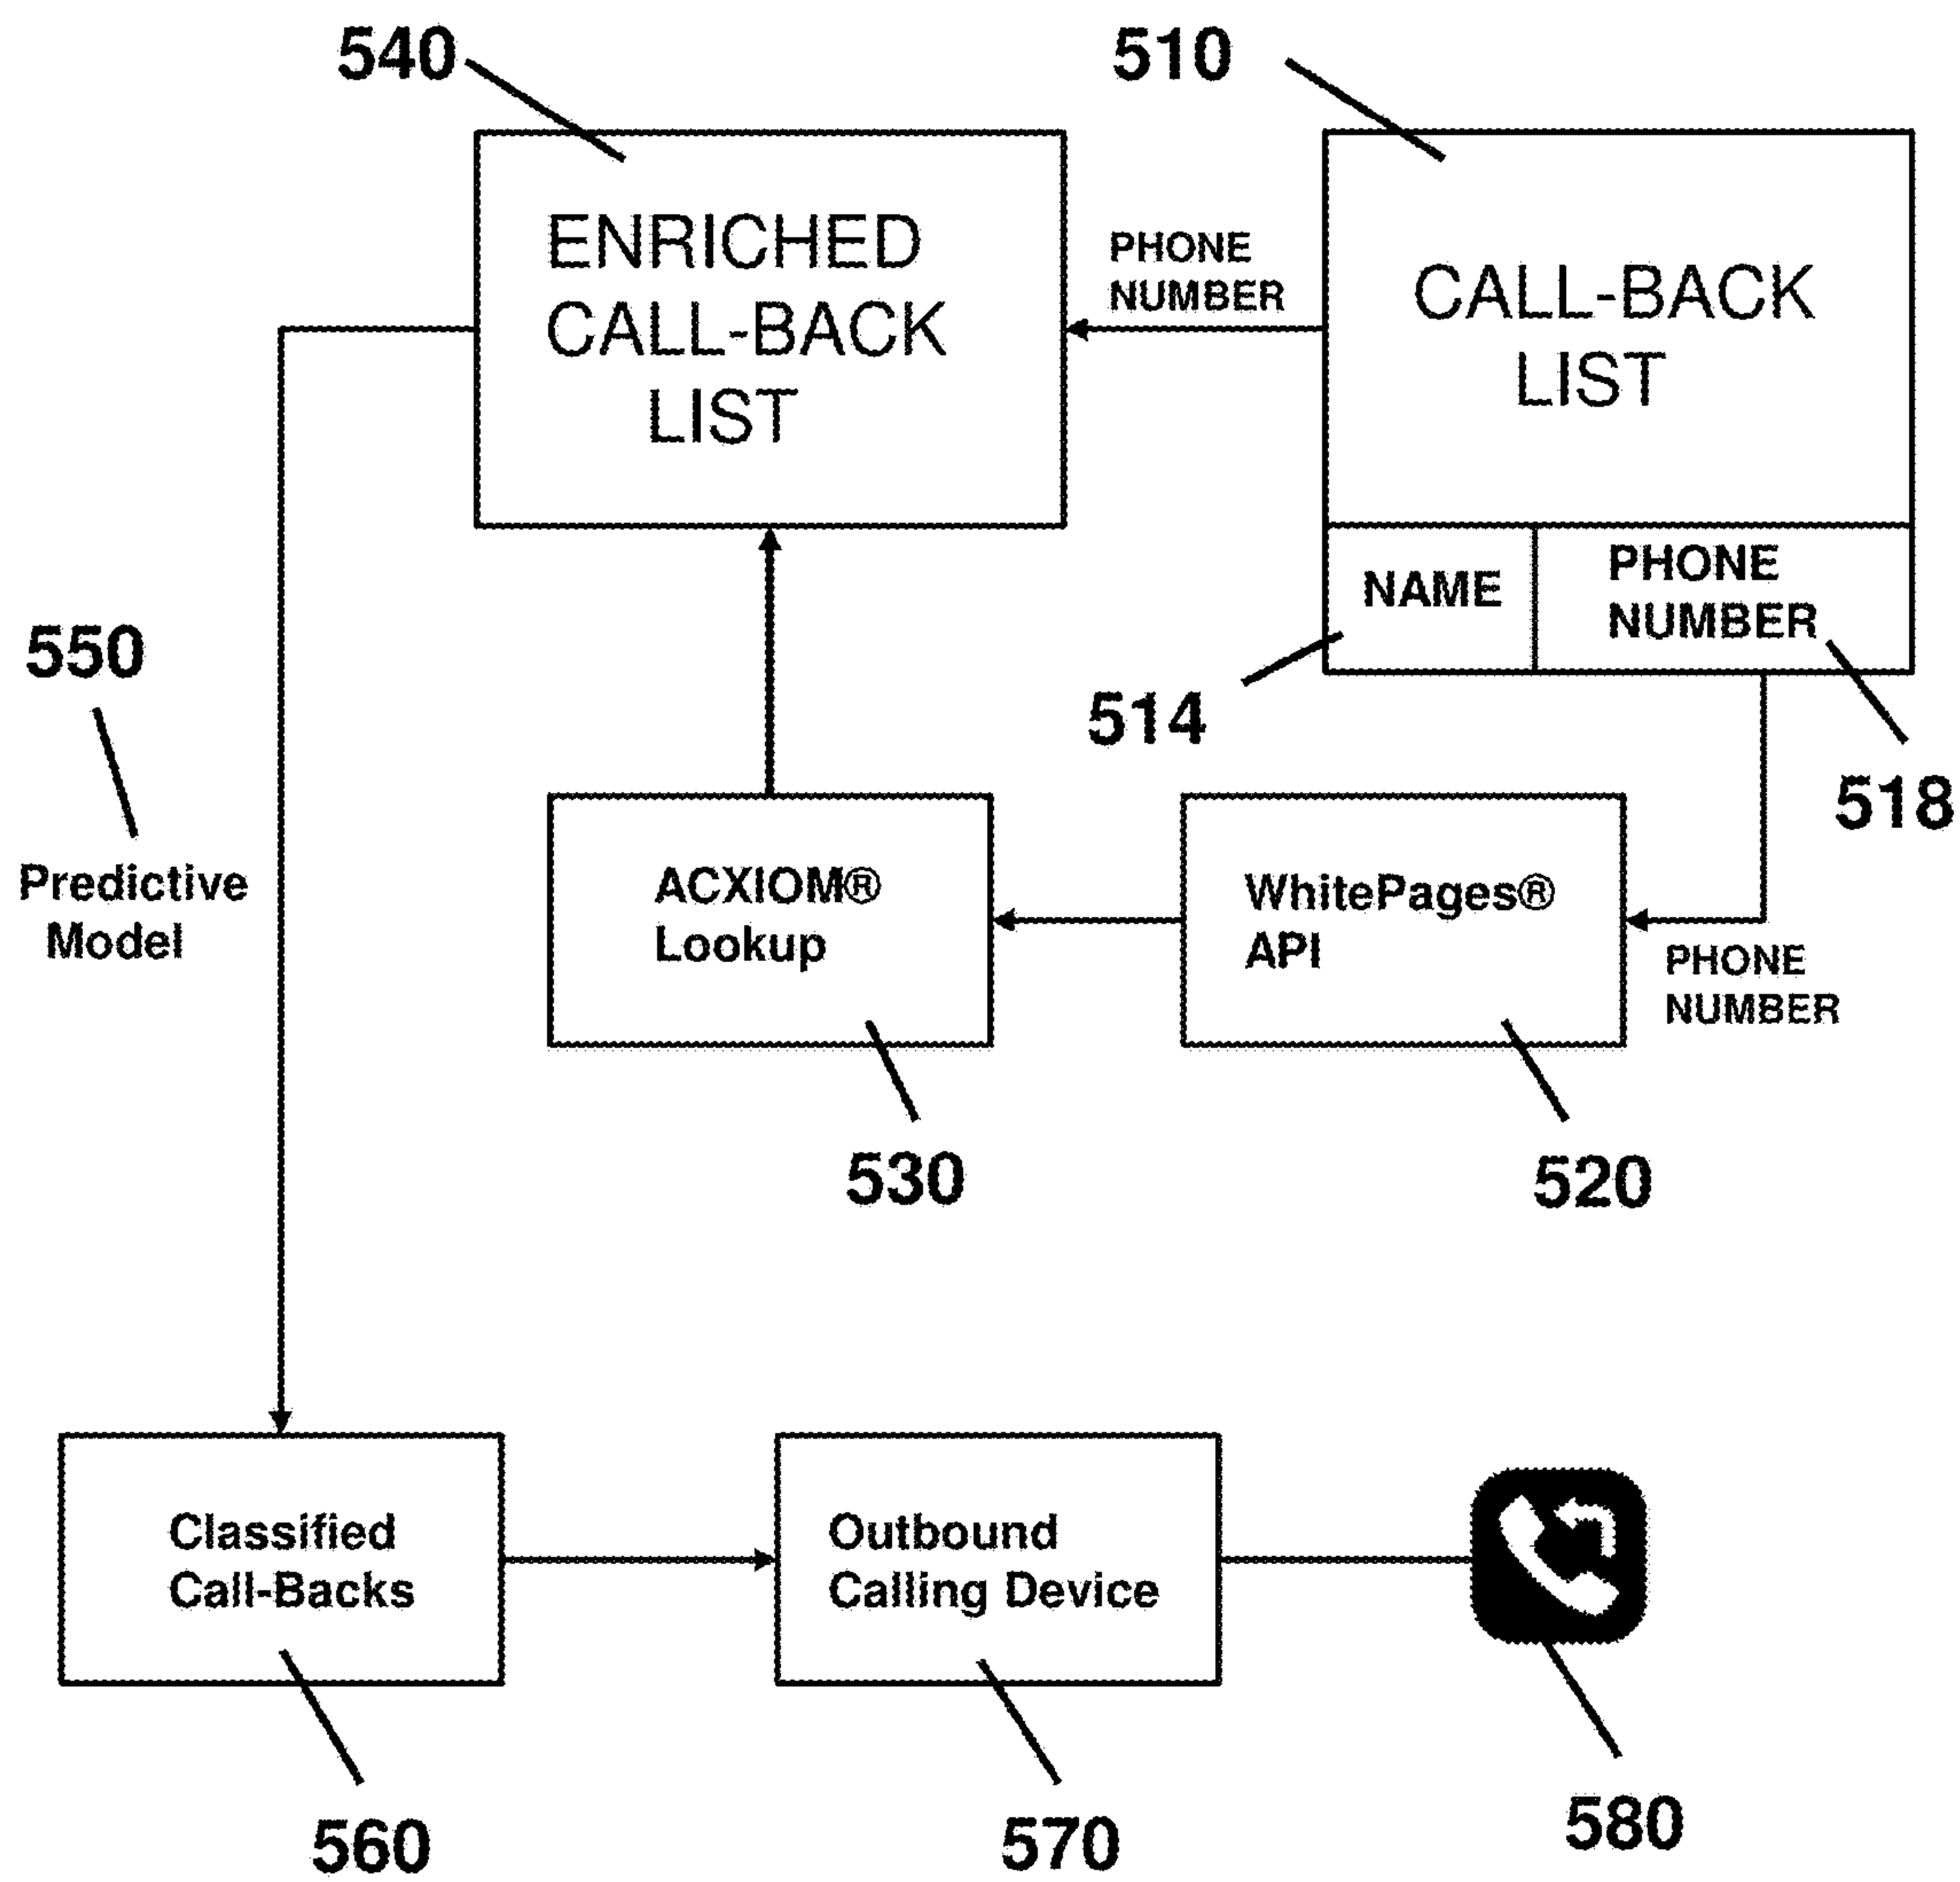 540
510
ENRICHED
CALL-BACK
LIST
PHONE
NUMBER
CALL-BACK
LIST
NAME
PHONE
NUMBER
514
518
550
Predictive
Model
ACXIOM®
Lookup
WhitePages®
API
PHONE
NUMBER
530
520
Classified
Call-Backs
Outbound
Calling Device
560
570
580